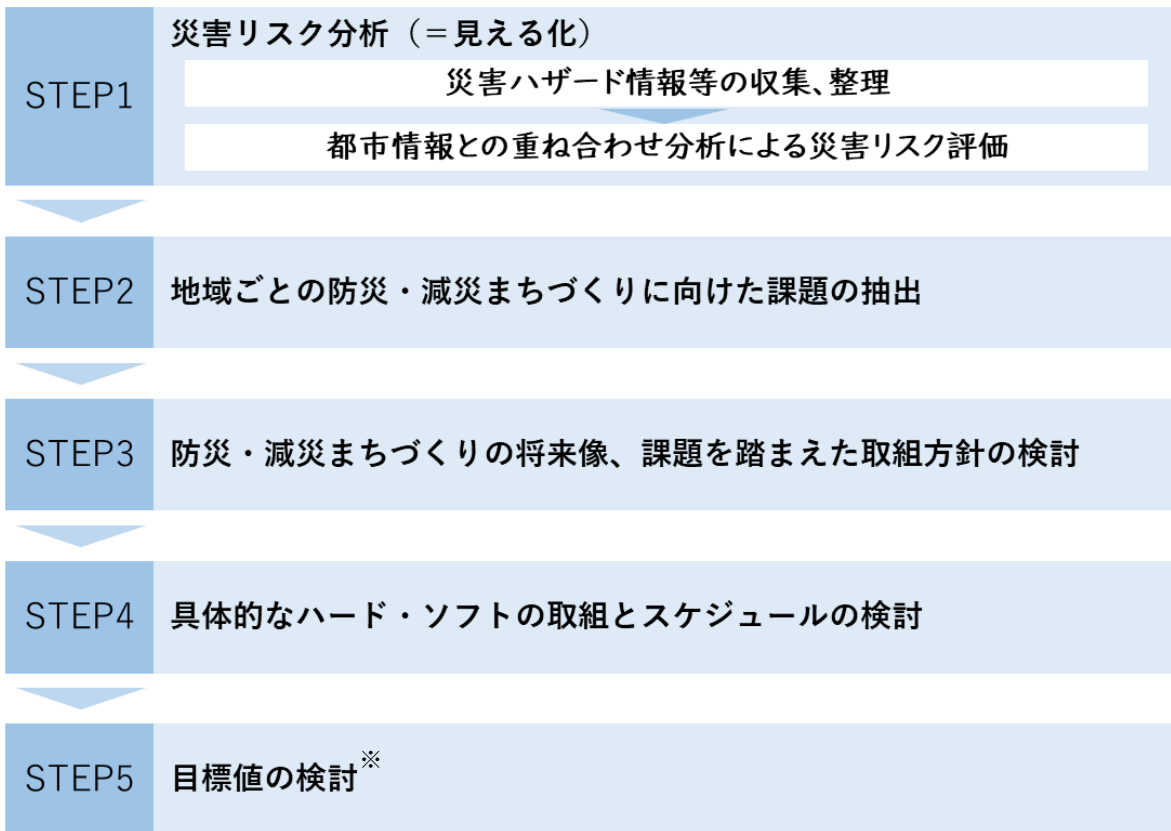 STEP1
災害リスク分析（＝見える化）
災害ハザード情報等の収集、整理
都市情報との重ね合わせ分析による災害リスク評価
STEP2
地域ごとの防災・減災まちづくりに向けた課題の抽出
STEP3
防災・減災まちづくりの将来像、課題を踏まえた取組方針の検討
STEP4
具体的なハード・ソフトの取組とスケジュールの検討
STEP5
目標値の検討※